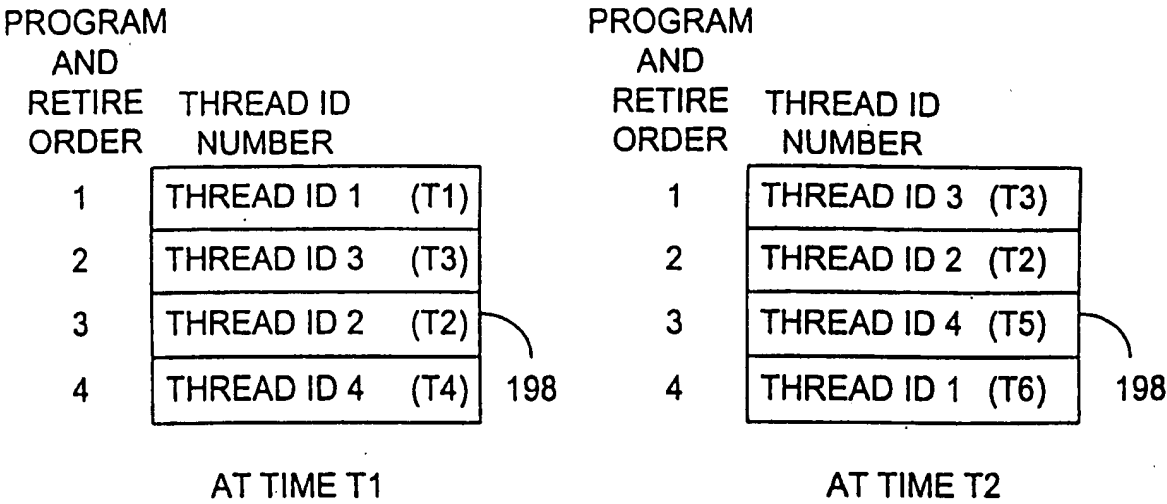 PROGRAM
AND
RETIRE THREAD ID
ORDER NUMBER
1 THREAD ID 1 (T1)
2 THREAD ID 3 (T3)
3 THREAD ID 2 (T2)
4 THREAD ID 4 (T4)
198
AT TIME T1
PROGRAM
AND
RETIRE THREAD ID
ORDER NUMBER
1 THREAD ID 3 (T3)
2 THREAD ID 2 (T2)
3 THREAD ID 4 (T5)
4 THREAD ID 1 (T6)
198
AT TIME T2